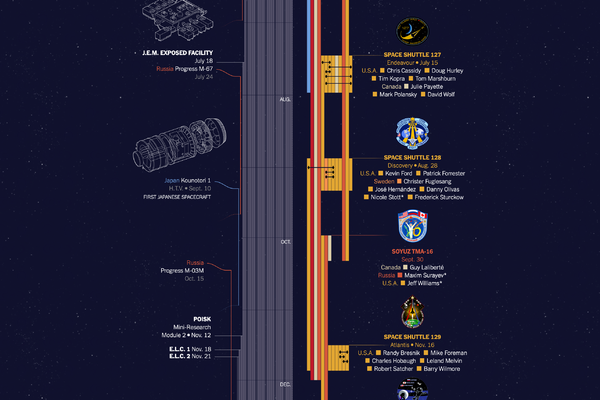 J.E.M. EXPOSED FACILITY
July 18
Russia Progress M-67
July 24
AUG.
Japan Kounotori 1
H.T.V. • Sept. 10
FIRST JAPANESE SPACECRAFT
OCT.
Russia
Progress M-03M
Oct. 15
POISK
Mini-Research
Module 2 • Nov. 12
E.L.C. 1 Nov. 18
E.L.C. 2 Nov. 21
DEC.
SPACE SHUTTLE 127
Endeavour • July 15
U.S.A. Chris Cassidy Doug Hurley
Tim Kopra Tom Marshburn
Canada Julie Payette
Mark Polansky David Wolf
SPACE SHUTTLE 128
Discovery • Aug. 28
U.S.A. Kevin Ford Patrick Forrester
Sweden Christer Fuglesang
José Hernández Danny Olivas
Nicole Stott* Frederick Sturckow
SOYUZ TMA-16
Sept. 30
Canada Guy Laliberté
Russia Maxim Surayev*
U.S.A. Jeff Williams*
SPACE SHUTTLE 129
Atlantis • Nov. 16
U.S.A. Randy Bresnik Mike Foreman
Charles Hobaugh Leland Melvin
Robert Satcher Barry Wilmore